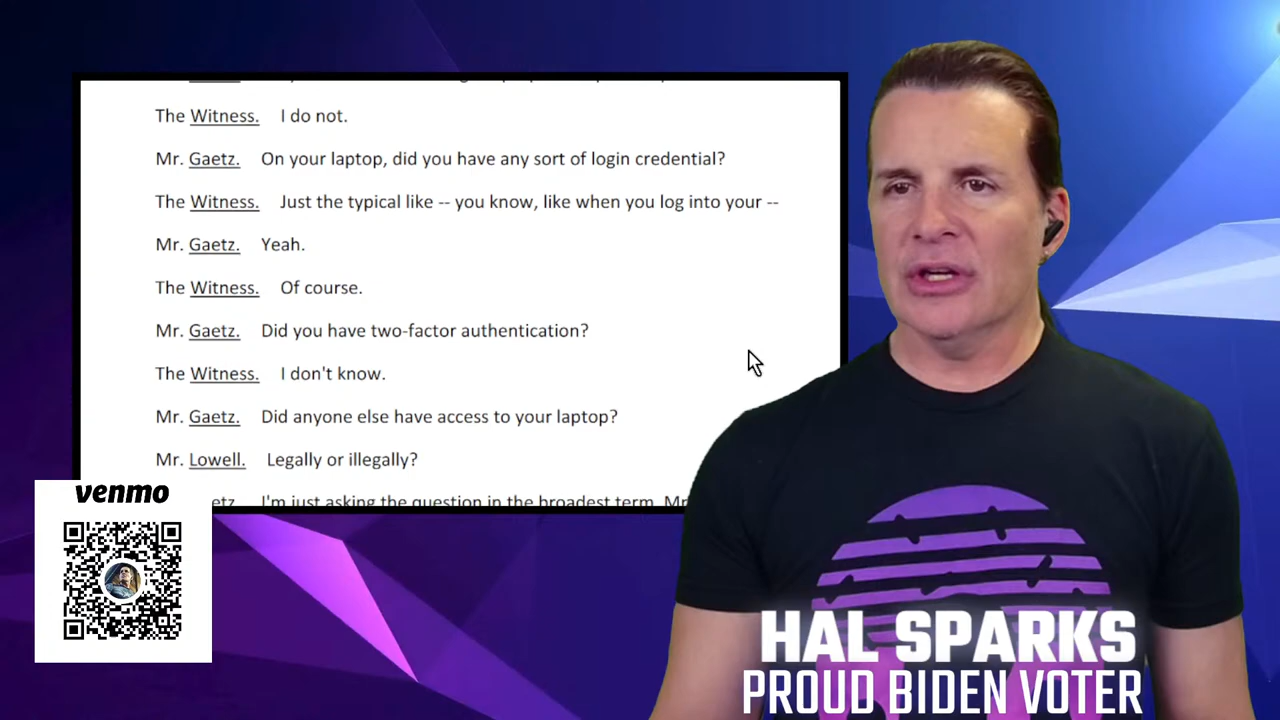 The Witness. I do not.
Mr. Gaetz. On your laptop, did you have any sort of login credential?
The Witness. Just the typical like -- you know, like when you log into your --
Mr. Gaetz. Yeah.
The Witness. Of course.
Mr. Gaetz. Did you have two-factor authentication?
The Witness. I don't know.
Mr. Gaetz. Did anyone else have access to your laptop?
Mr. Lowell. Legally or illegally?
etz. I'm just asking the question in the broadest term, Mr
venmo
HAL SPARKS
PROUD BIDEN VOTER